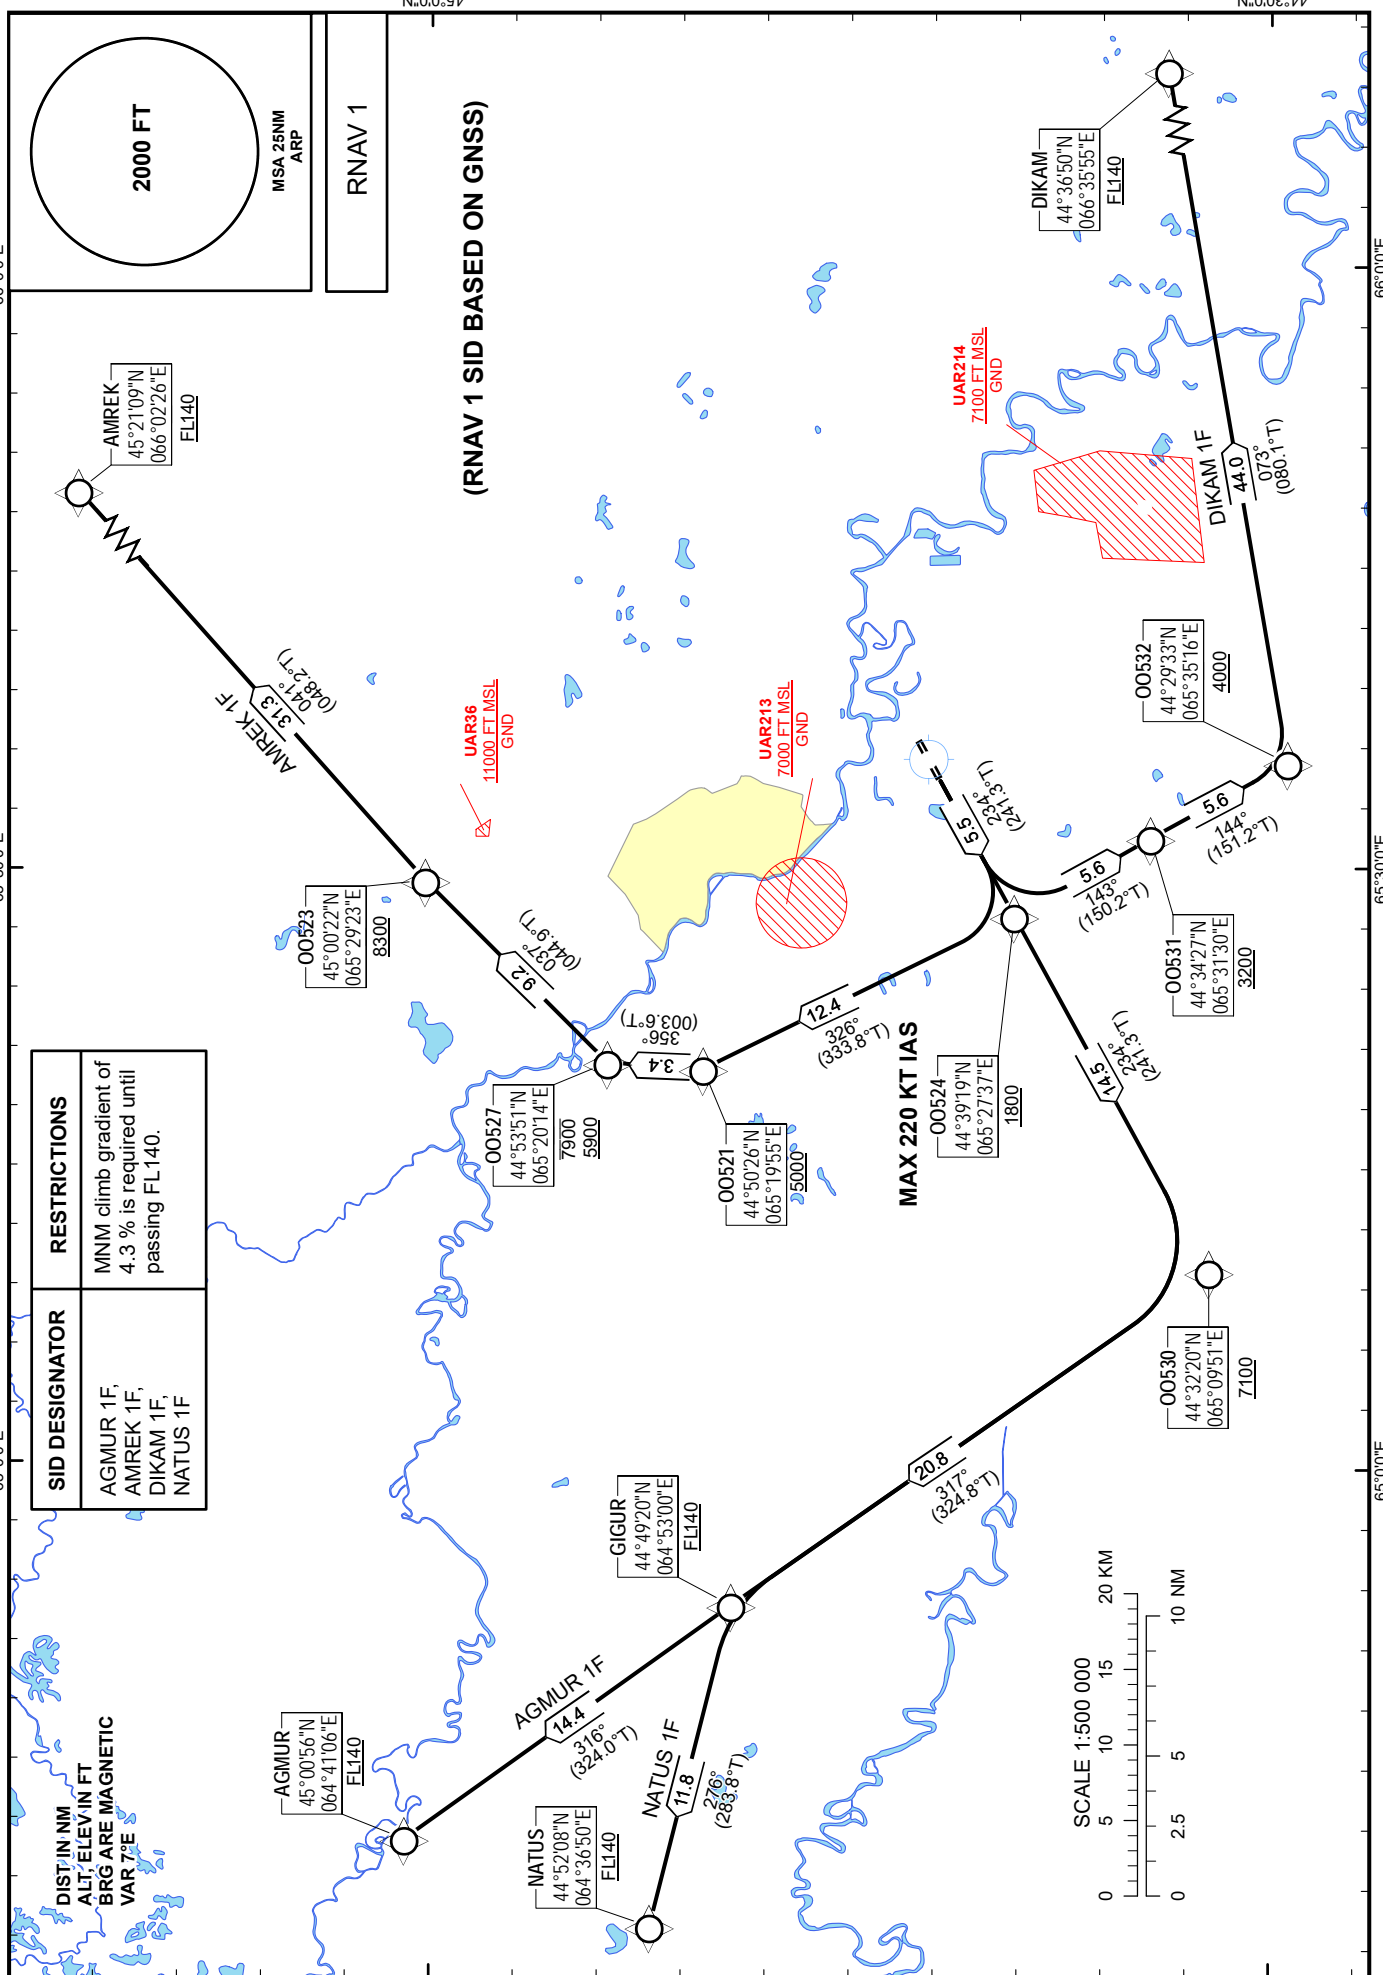 DIST IN NM
ALT, ELEV IN FT
BRG ARE MAGNETIC
VAR 7°E
SID DESIGNATOR
RESTRICTIONS
AGMUR 1F,
AMREK 1F,
DIKAM 1F,
NATUS 1F
MNM climb gradient of
4.3 % is required until
passing FL140.
2000 FT
MSA 25NM
ARP
RNAV 1
(RNAV 1 SID BASED ON GNSS)
AMREK
45°21'09"N
066°02'26"E
FL140
AMREK 1F
31.3
041°
(048.2°T)
OO523
45°00'22"N
065°29'23"E
8300
9.2
037°
(044.9°T)
OO527
44°53'51"N
065°20'14"E
7900
5900
3.4
356°
(003.6°T)
OO521
44°50'26"N
065°19'55"E
5000
12.4
326°
(333.8°T)
MAX 220 KT IAS
UAR36
11000 FT MSL
GND
UAR213
7000 FT MSL
GND
UAR214
7100 FT MSL
GND
DIKAM
44°36'50"N
066°35'55"E
FL140
DIKAM 1F
44.0
073°
(080.1°T)
OO532
44°29'33"N
065°35'16"E
4000
5.6
144°
(151.2°T)
OO531
44°34'27"N
065°31'30"E
3200
5.6
143°
(150.2°T)
5.5
234°
(241.3°T)
OO524
44°39'19"N
065°27'37"E
1800
14.5
234°
(241.3°T)
OO530
44°32'20"N
065°09'51"E
7100
20.8
317°
(324.8°T)
GIGUR
44°49'20"N
064°53'00"E
FL140
AGMUR 1F
14.4
316°
(324.0°T)
AGMUR
45°00'56"N
064°41'06"E
FL140
NATUS 1F
11.8
276°
(283.8°T)
NATUS
44°52'08"N
064°36'50"E
FL140
SCALE 1:500 000
0 5 10 15 20 KM
0 2.5 5 10 NM
65°0'0"E
65°30'0"E
66°0'0"E
45°0'0"N
44°30'0"N